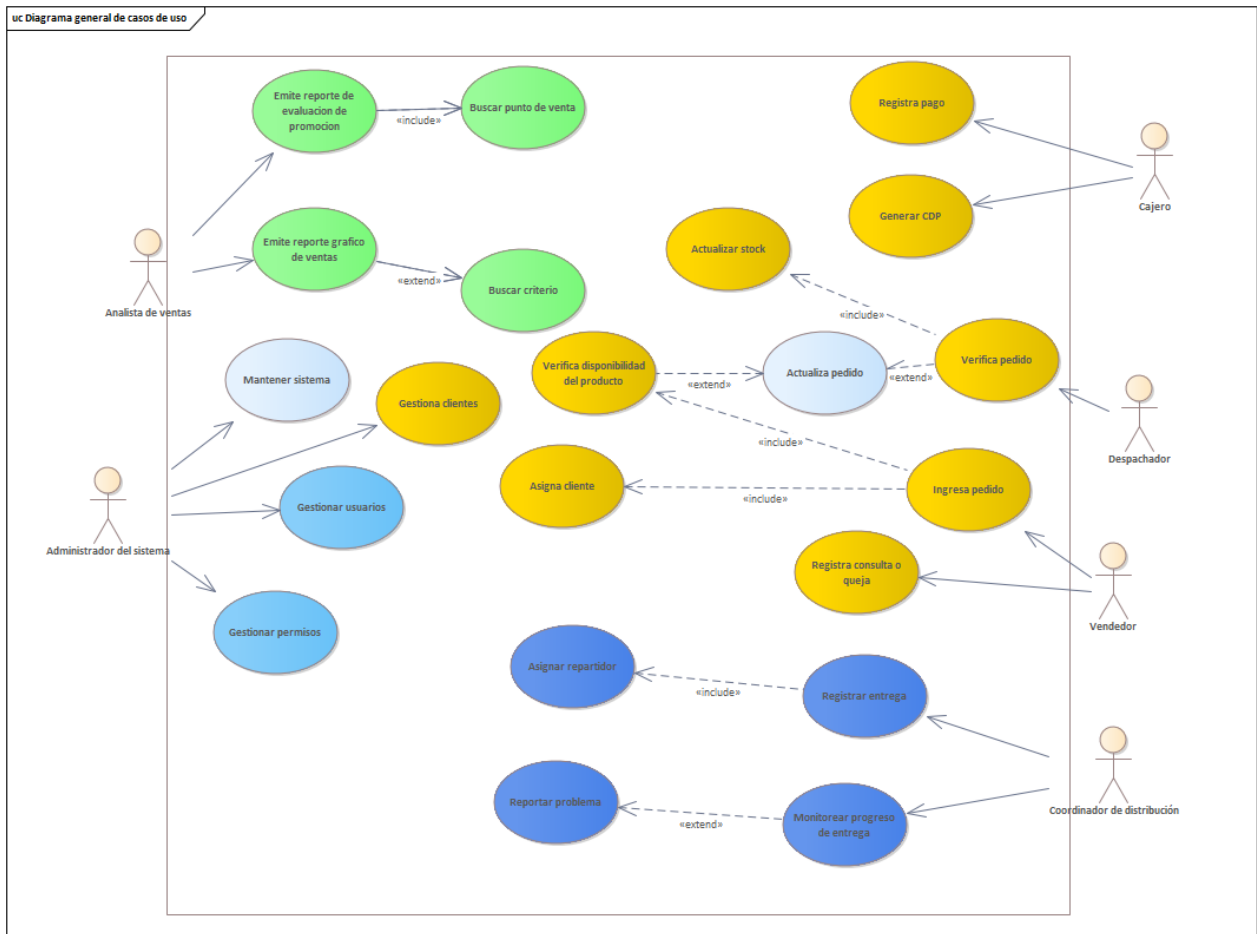 uc Diagrama general de casos de uso
Emite reporte de
evaluacion de
promocion
«include»
Buscar punto de venta
Registra pago
Cajero
Generar CDP
Emite reporte grafico
de ventas
«extend»
Buscar criterio
Actualizar stock
Analista de ventas
«include»
Mantener sistema
Verifica disponibilidad
del producto
«extend»
Actualiza pedido
«extend»
Verifica pedido
Gestiona clientes
Despachador
«include»
Asigna cliente
«include»
Ingresa pedido
Gestionar usuarios
Administrador del sistema
Registra consulta o
queja
Vendedor
Gestionar permisos
Asignar repartidor
«include»
Registrar entrega
Reportar problema
«extend»
Monitorear progreso
de entrega
Coordinador de distribución